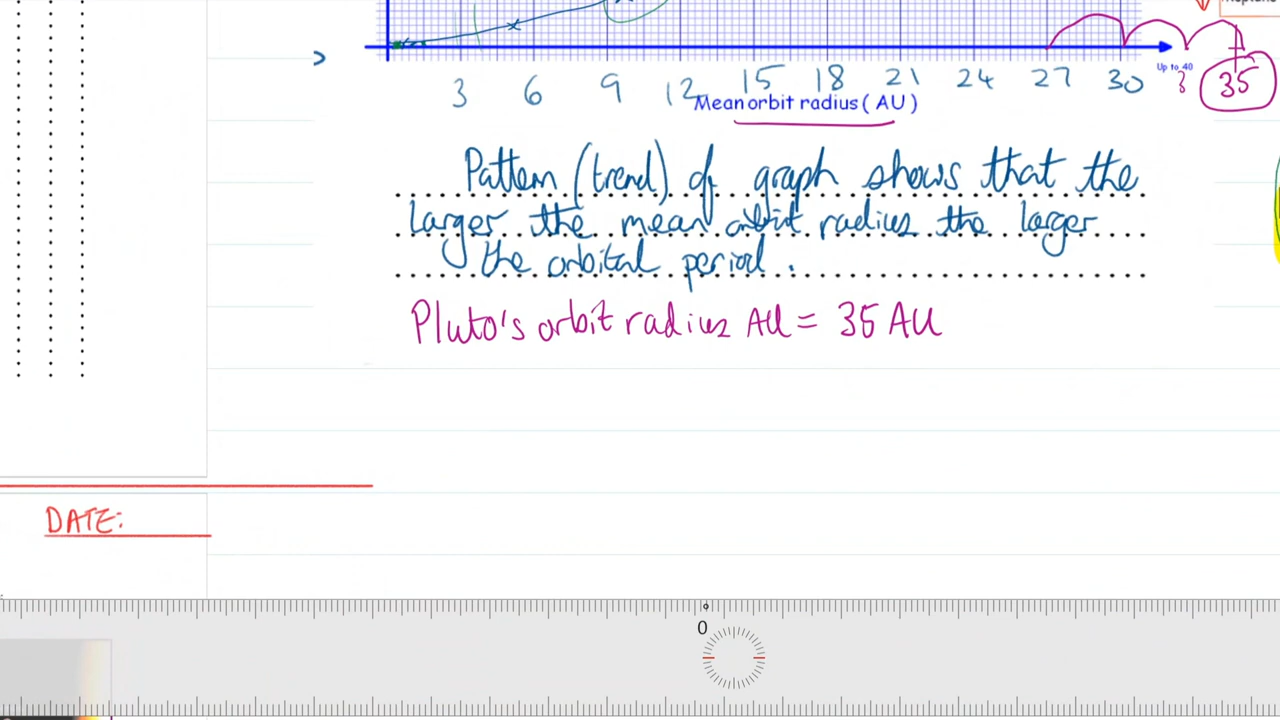 Neptune
Up to 40
3 6 9 12 15 18 21 24 27 30 3 35
Mean orbit radius ( AU )
Pattern (trend) of graph shows that the
larger the mean orbit radius the larger
the orbital period.
Pluto's orbit radius AU = 35 AU
DATE:
0